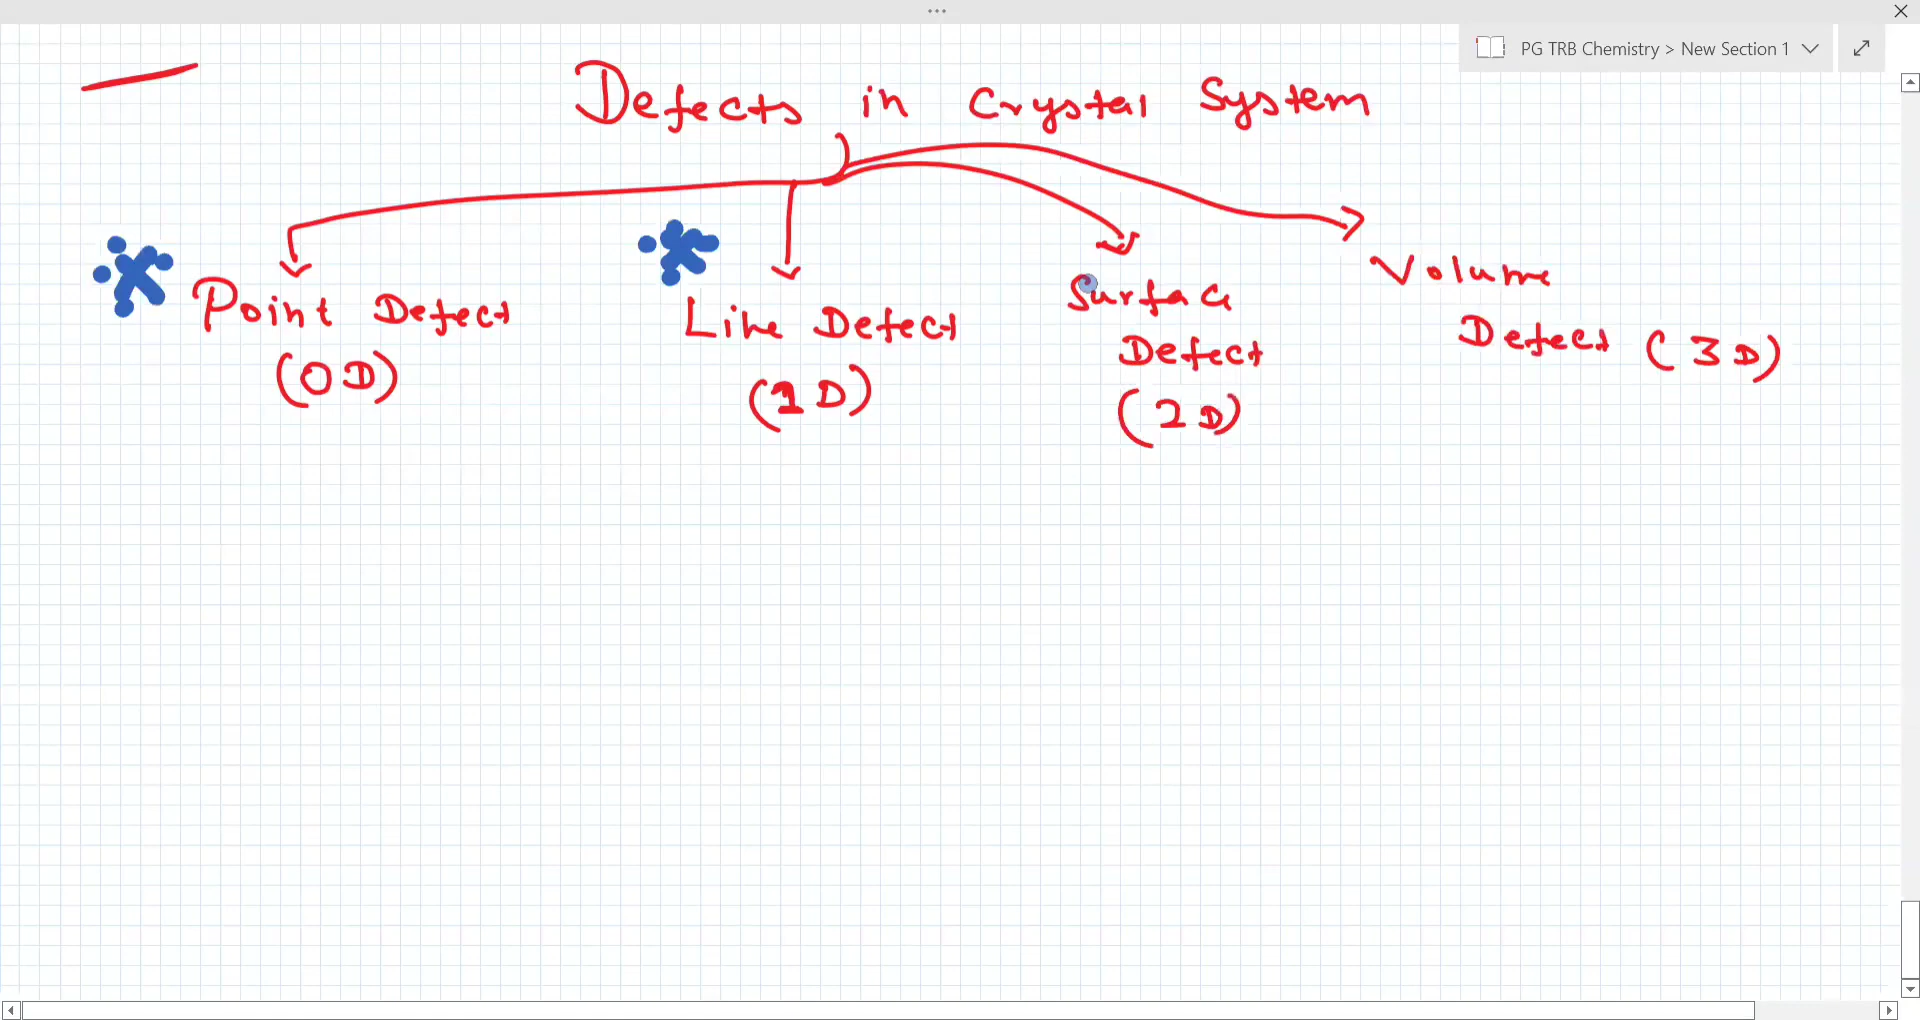 PG TRB Chemistry > New Section 1
Defects in Crystal System
Point Defect
(0D)
Line Defect
(1D)
Surface
Defect
(2D)
Volume
Defect (3D)